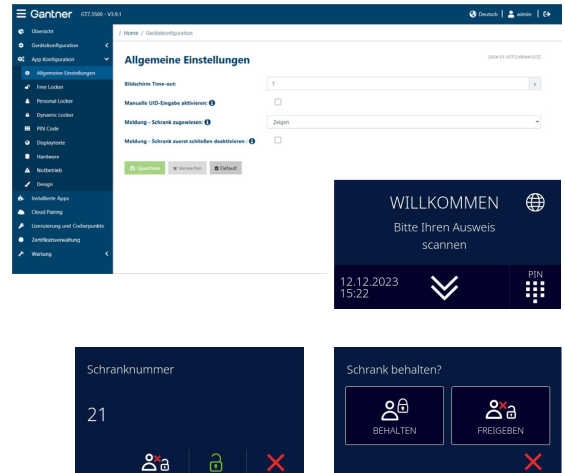 Gantner GT7.2500 - V3.9.1
Deutsch admin
Übersicht
Gerätekonfiguration
App Konfiguration
Allgemeine Einstellungen
Free Locker
Personal Locker
Dynamic Locker
PIN Code
Displaytexte
Hardware
Notbetrieb
Design
Installierte Apps
Cloud Pairing
Lizenzierung und Codierpunkte
Zertifikatsverwaltung
Wartung
/ Home / Gerätekonfiguration
Allgemeine Einstellungen
Bildschirm Time-out: 7 s
Manuelle UID-Eingabe aktivieren:
Meldung - Schrank zugewiesen: Zeigen
Meldung - Schrank zuerst schließen deaktivieren :
Speichern Verwerfen Default
WILLKOMMEN
Bitte Ihren Ausweis
scannen
12.12.2023
15:22
PIN
Schranknummer
21
Schrank behalten?
BEHALTEN FREIGEBEN